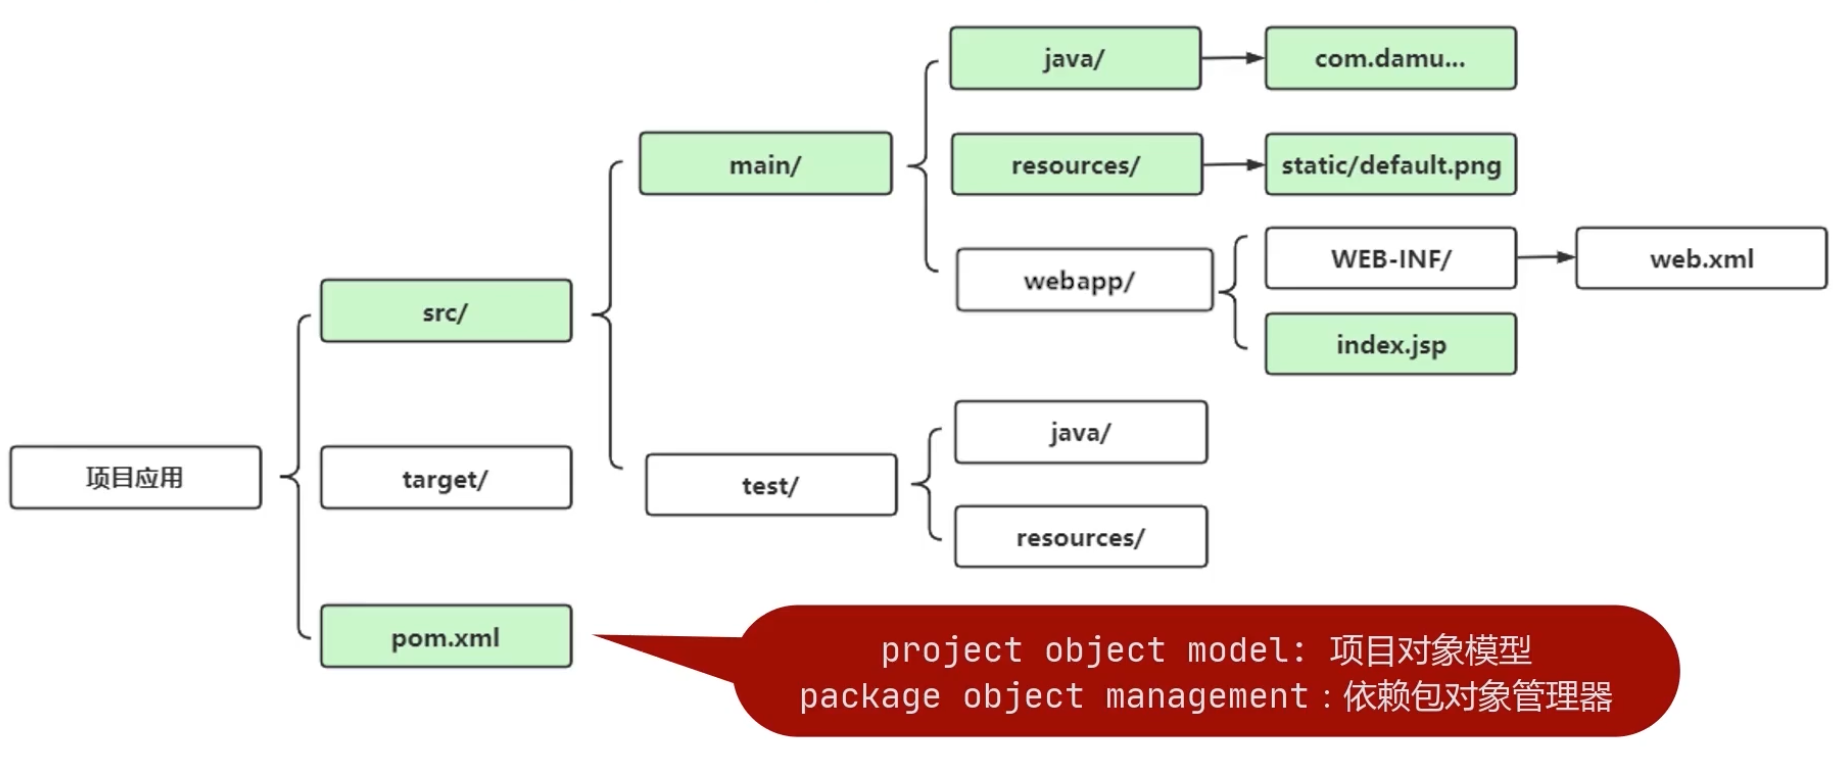 java/
com.damu...
main/
resources/
static/default.png
webapp/
WEB-INF/
web.xml
index.jsp
src/
java/
项目应用
target/
test/
resources/
pom.xml
project object model: 项目对象模型
package object management：依赖包对象管理器